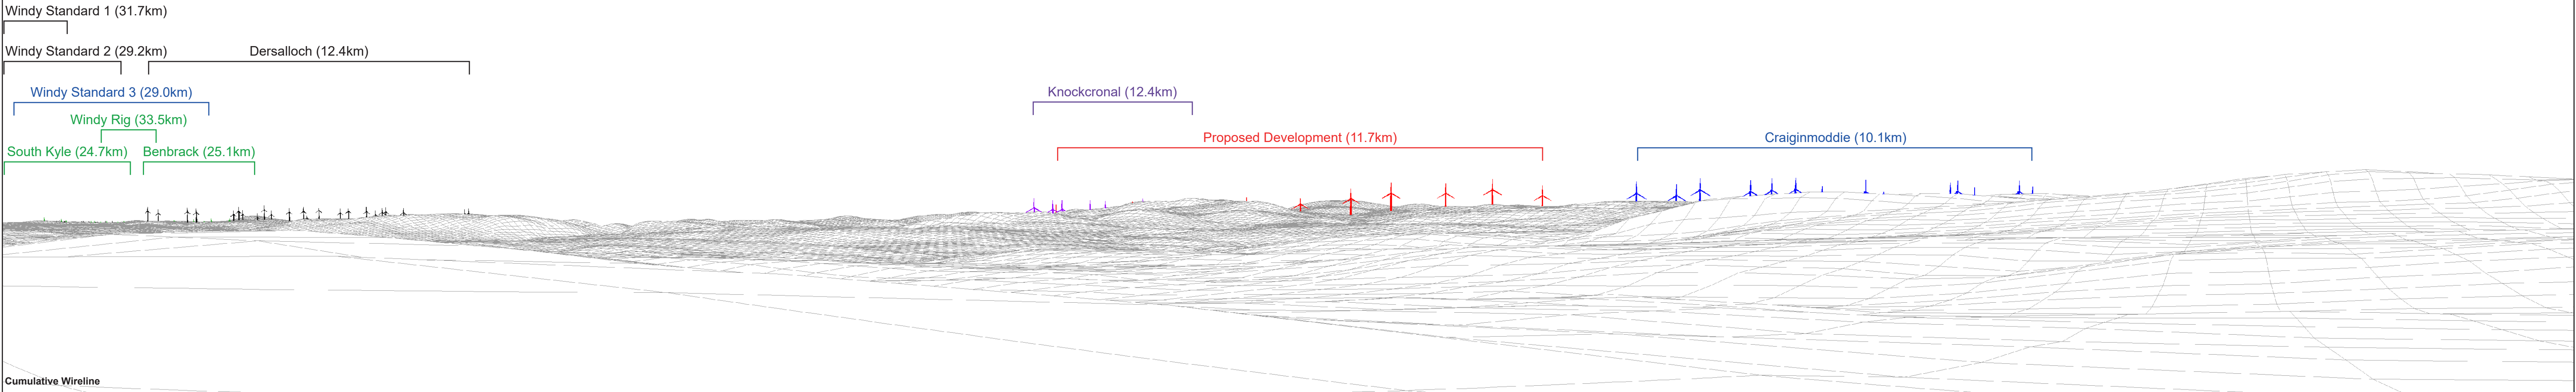 Windy Standard 1 (31.7km)
Windy Standard 2 (29.2km)
Dersalloch (12.4km)
Windy Standard 3 (29.0km)
Knockcronal (12.4km)
Windy Rig (33.5km)
Proposed Development (11.7km)
Craiginmoddie (10.1km)
South Kyle (24.7km)
Benbrack (25.1km)
Cumulative Wireline